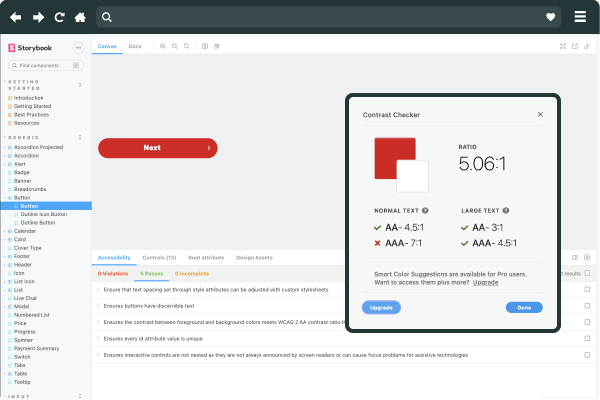 Storybook
Canvas
Docs
Find components
/
GETTING STARTED
Introduction
Getting Started
Best Practices
Resources
GENERIC
Accordion Projected
Accordion
Alert
Badge
Banner
Breadcrumbs
Button
Button
Outline Icon Button
Outline Button
Calendar
Card
Cover Type
Footer
Header
Icon
List Icon
List
Live Chat
Modal
Numbered List
Price
Progress
Spinner
Payment Summary
Switch
Tabs
Table
Tooltip
INPUT
Next
Accessibility
Controls (13)
Root attribute
Design Assets
0 Violations
5 Passes
0 Incomplete
t results:
Ensure that text spacing set through style attributes can be adjusted with custom stylesheets
Ensures buttons have discernible text
Ensures the contrast between foreground and background colors meets WCAG 2 AA contrast ratio th
Ensures every id attribute value is unique
Ensures interactive controls are not nested as they are not always announced by screen readers or can cause focus problems for assistive technologies
Contrast Checker
RATIO
5.06:1
NORMAL TEXT ?
LARGE TEXT ?
AA- 4.5:1
AA- 3:1
AAA- 7:1
AAA- 4.5:1
Smart Color Suggestions are available for Pro users.
Want to access them plus more? Upgrade
Upgrade
Done